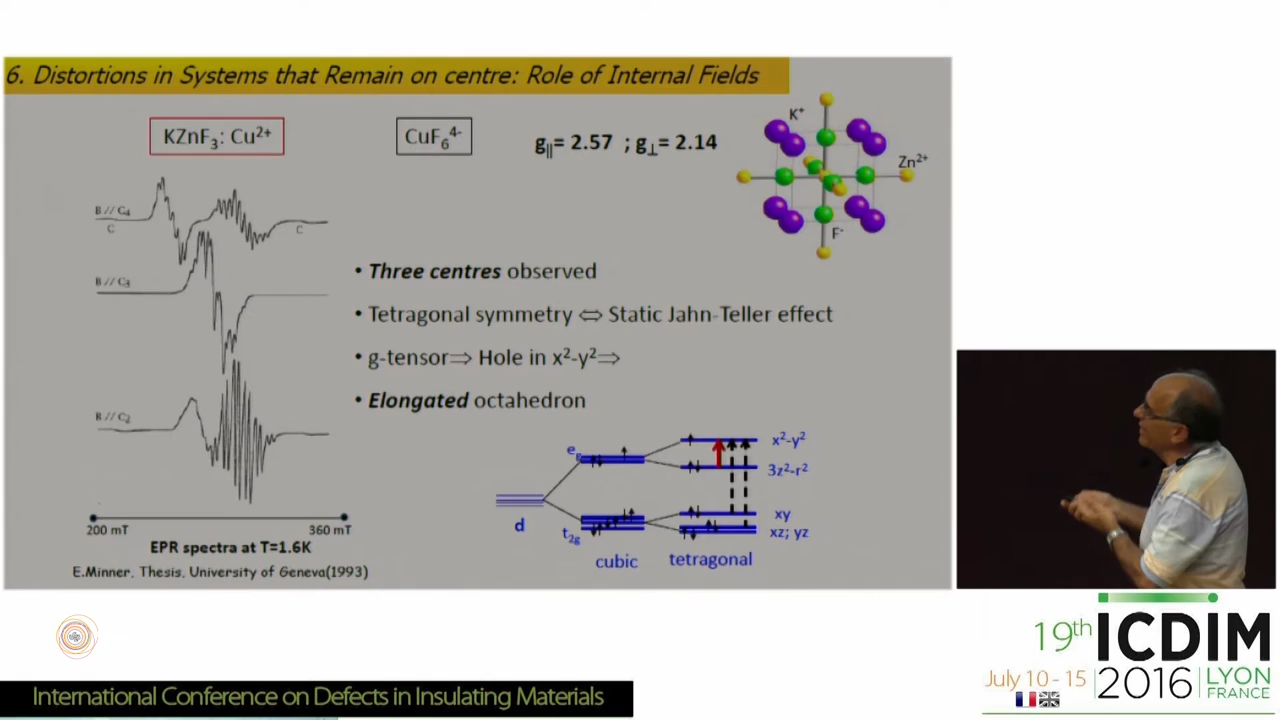 6. Distortions in Systems that Remain on centre: Role of Internal Fields
KZnF₃: Cu²⁺
CuF₆⁴⁻
g∥= 2.57 ; g⊥= 2.14
K⁺
Zn²⁺
F⁻
B // C₄
C
C
B // C₃
B // C₂
200 mT
360 mT
EPR spectra at T=1.6K
E.Minner, Thesis, University of Geneva(1993)
• Three centres observed
• Tetragonal symmetry ⇔ Static Jahn-Teller effect
• g-tensor⇒ Hole in x²-y²⇒
• Elongated octahedron
d
e_g
t₂g
cubic
tetragonal
x²-y²
3z²-r²
xy
xz; yz
19th ICDIM
July 10 - 15 2016 LYON FRANCE
International Conference on Defects in Insulating Materials